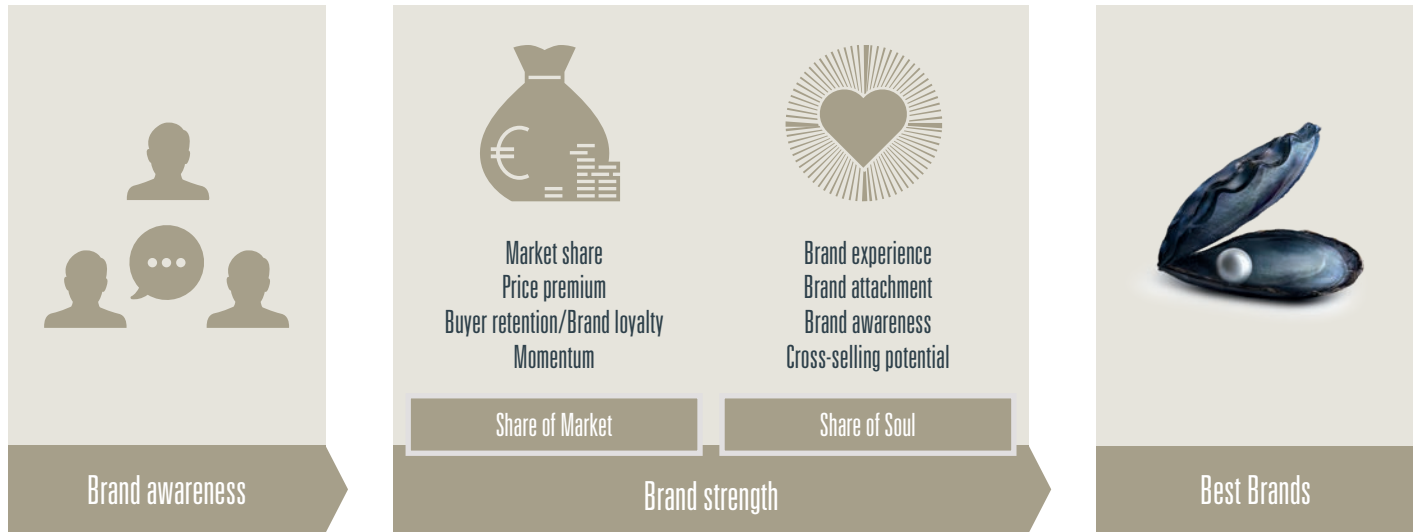 Market share
Price premium
Buyer retention/Brand loyalty
Momentum
Share of Market
Brand experience
Brand attachment
Brand awareness
Cross-selling potential
Share of Soul
Brand awareness
Brand strength
Best Brands